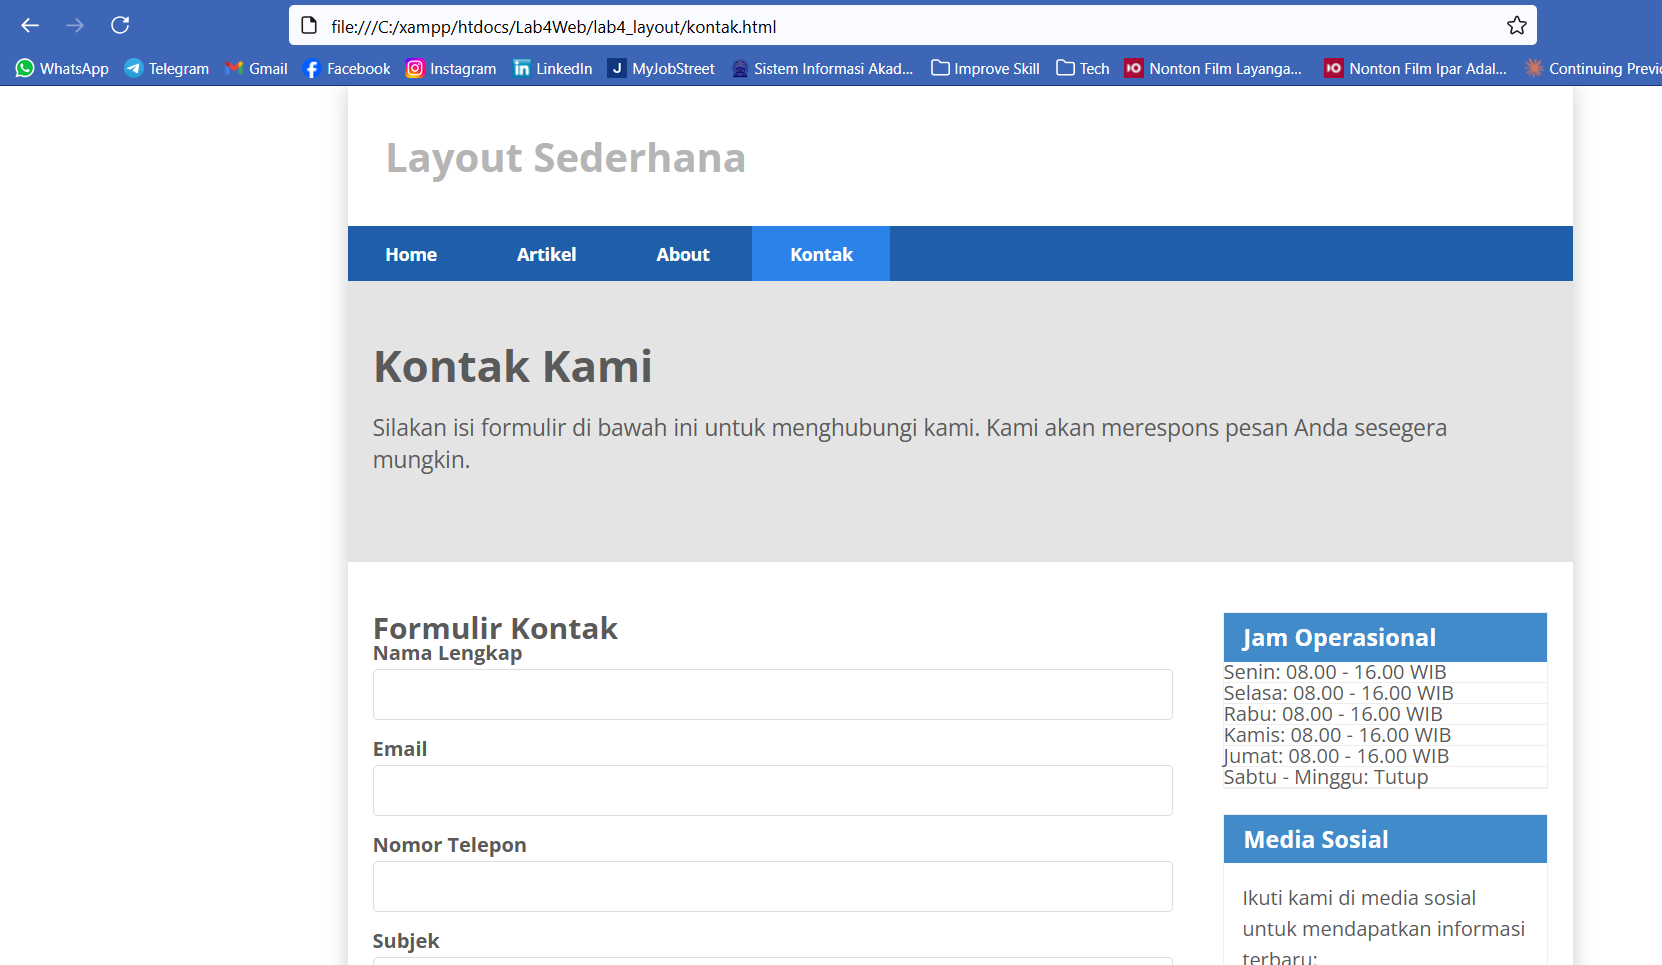 file:///C:/xampp/htdocs/Lab4Web/lab4_layout/kontak.html
WhatsApp Telegram Gmail Facebook Instagram LinkedIn MyJobStreet Sistem Informasi Akad... Improve Skill Tech Nonton Film Layanga... Nonton Film Ipar Adal... Continuing Previo
Layout Sederhana
Home Artikel About Kontak
Kontak Kami
Silakan isi formulir di bawah ini untuk menghubungi kami. Kami akan merespons pesan Anda sesegera
mungkin.
Formulir Kontak
Nama Lengkap
Email
Nomor Telepon
Subjek
Jam Operasional
Senin: 08.00 - 16.00 WIB
Selasa: 08.00 - 16.00 WIB
Rabu: 08.00 - 16.00 WIB
Kamis: 08.00 - 16.00 WIB
Jumat: 08.00 - 16.00 WIB
Sabtu - Minggu: Tutup
Media Sosial
Ikuti kami di media sosial
untuk mendapatkan informasi
terbaru: